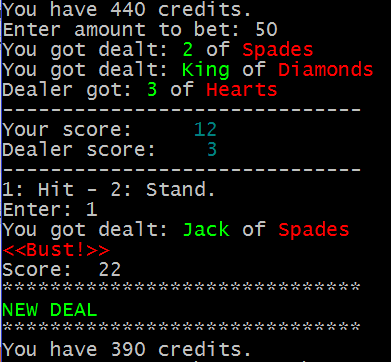 You have 440 credits.
Enter amount to bet: 50
You got dealt: 2 of Spades
You got dealt: King of Diamonds
Dealer got: 3 of Hearts
------------------------------
Your score:     12
Dealer score:    3
------------------------------
1: Hit - 2: Stand.
Enter: 1
You got dealt: Jack of Spades
<<Bust!>>
Score:  22
******************************
NEW DEAL
******************************
You have 390 credits.